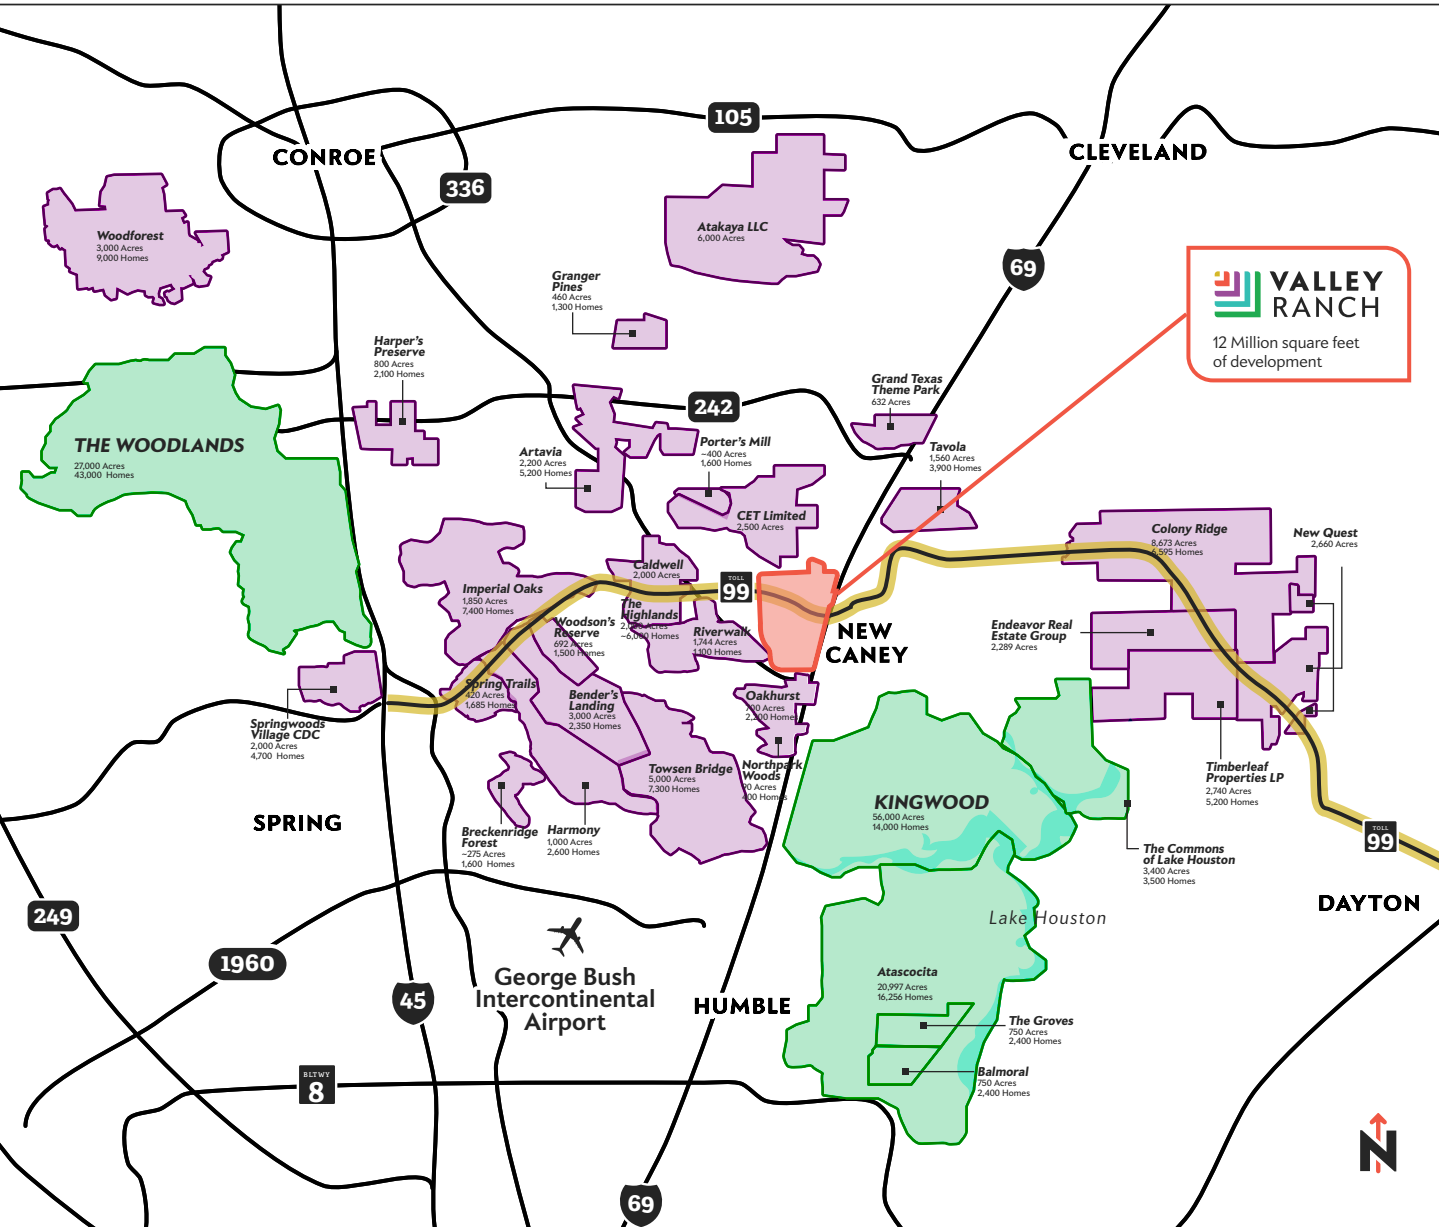 105
CONROE
CLEVELAND
336
Woodforest
3,000 Acres
9,000 Homes
Atakaya LLC
6,000 Acres
69
VALLEY
RANCH
12 Million square feet
of development
Granger
Pines
460 Acres
1,300 Homes
Harper's
Preserve
800 Acres
2,100 Homes
Grand Texas
Theme Park
632 Acres
242
THE WOODLANDS
27,000 Acres
43,000 Homes
Artavia
2,200 Acres
5,200 Homes
Porter's Mill
~400 Acres
1,600 Homes
Tavola
1,560 Acres
3,900 Homes
CET Limited
2,500 Acres
Colony Ridge
8,673 Acres
6,595 Homes
New Quest
2,660 Acres
Caldwell
2,000 Acres
Imperial Oaks
1,850 Acres
7,400 Homes
TOLL
99
The
Highlands
~6,000 Homes
Woodson's
Reserve
692 Acres
1,500 Homes
Riverwalk
1,744 Acres
1,100 Homes
NEW
CANEY
Endeavor Real
Estate Group
2,289 Acres
Spring Trails
420 Acres
1,685 Homes
Bender's
Landing
3,000 Acres
2,350 Homes
Oakhurst
700 Acres
2,200 Homes
Springwoods
Village CDC
2,000 Acres
4,700 Homes
Towsen Bridge
5,000 Acres
7,300 Homes
Northpark
Woods
90 Acres
400 Homes
Timberleaf
Properties LP
2,740 Acres
5,200 Homes
KINGWOOD
56,000 Acres
14,000 Homes
SPRING
Breckenridge
Forest
~275 Acres
1,600 Homes
Harmony
1,000 Acres
2,600 Homes
TOLL
99
The Commons
of Lake Houston
3,400 Acres
3,500 Homes
DAYTON
249
Lake Houston
1960
George Bush
Intercontinental
Airport
45
HUMBLE
Atascocita
20,997 Acres
16,256 Homes
The Groves
750 Acres
2,400 Homes
Balmoral
750 Acres
2,400 Homes
BLTWY
8
N
69